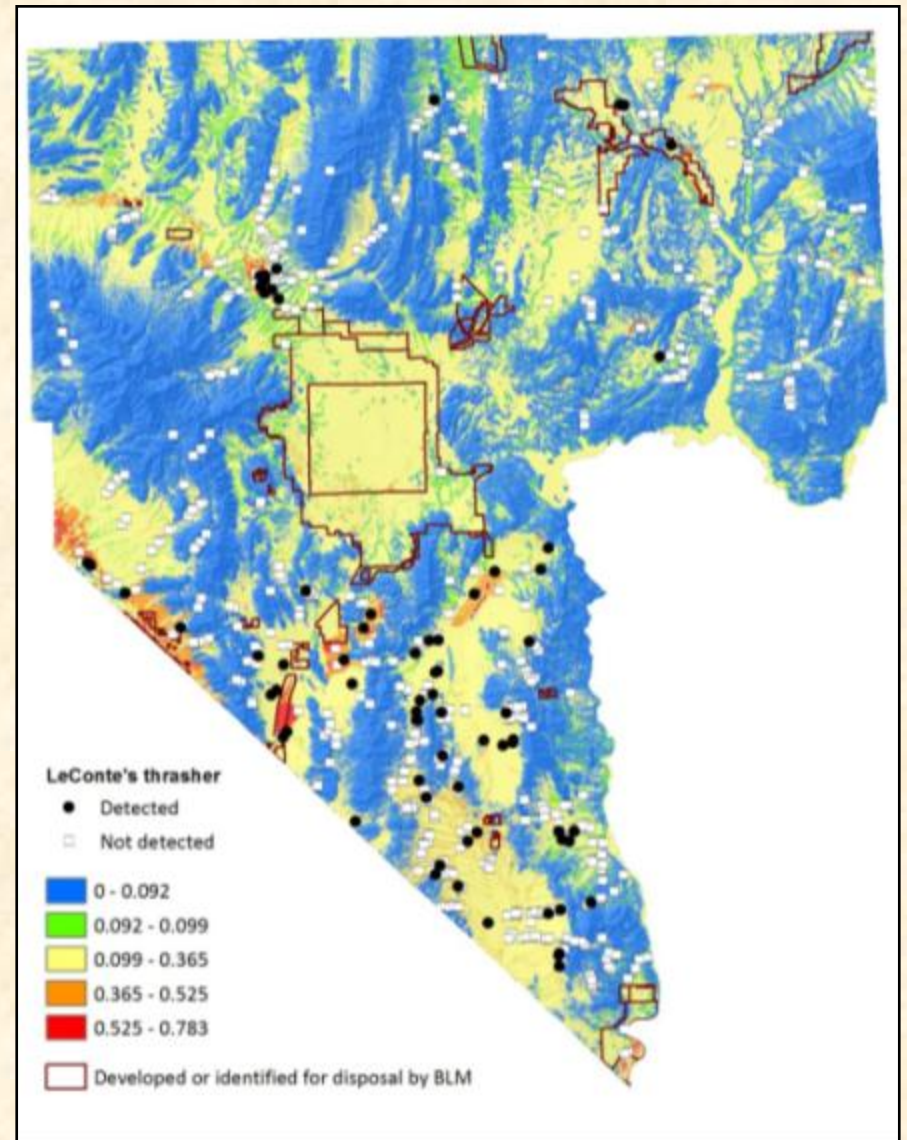 LeConte's thrasher
Detected
Not detected
0 - 0.092
0.092 - 0.099
0.099 - 0.365
0.365 - 0.525
0.525 - 0.783
Developed or identified for disposal by BLM